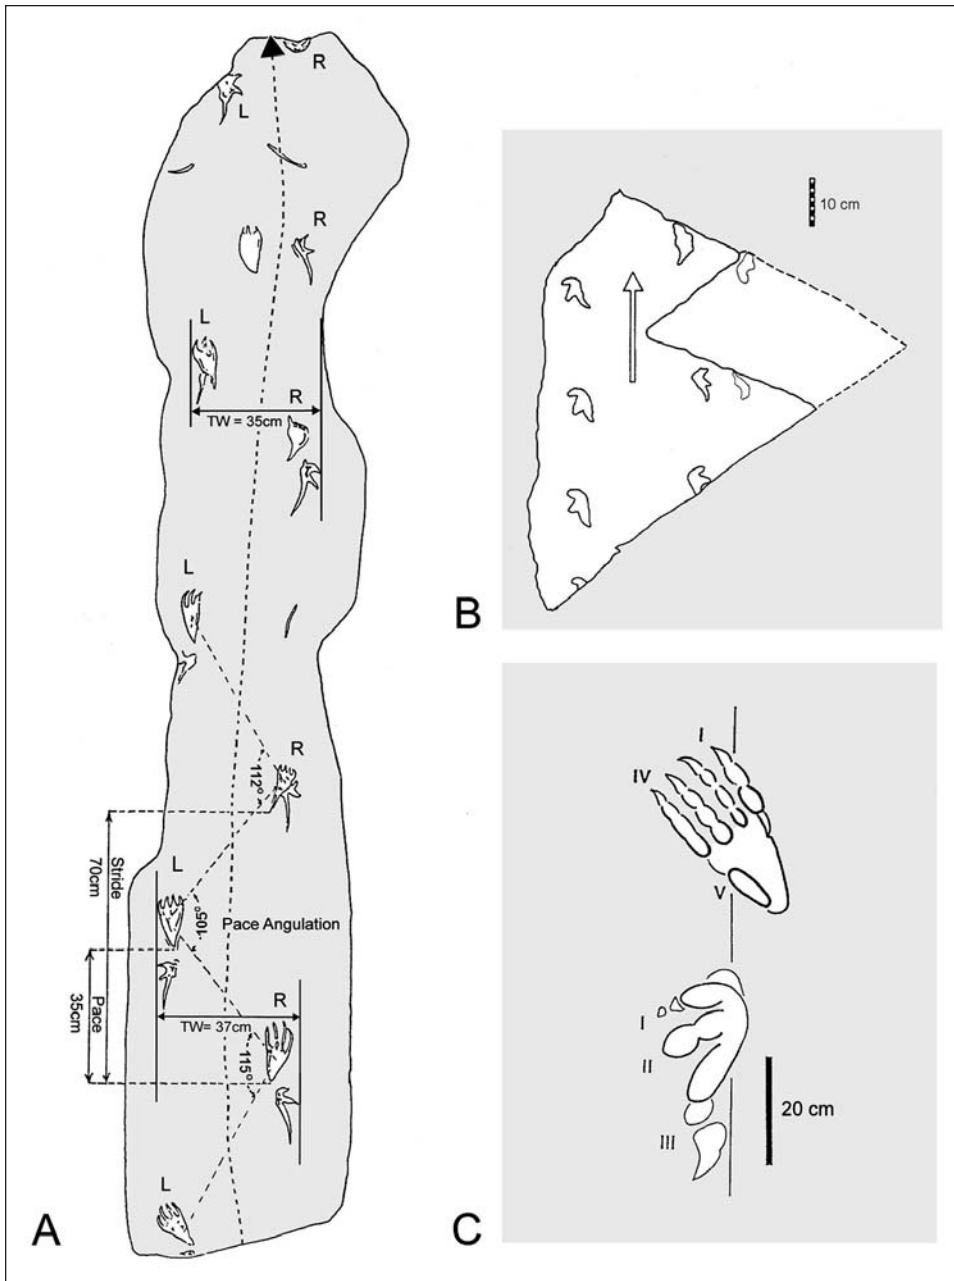 R
L
R
L
R
TW = 35cm
L
R
112°
Stride
70cm
L
105°
Pace Angulation
Pace
35cm
R
TW= 37cm
115°
L
A
10 cm
B
I
IV
V
I
II
III
20 cm
C